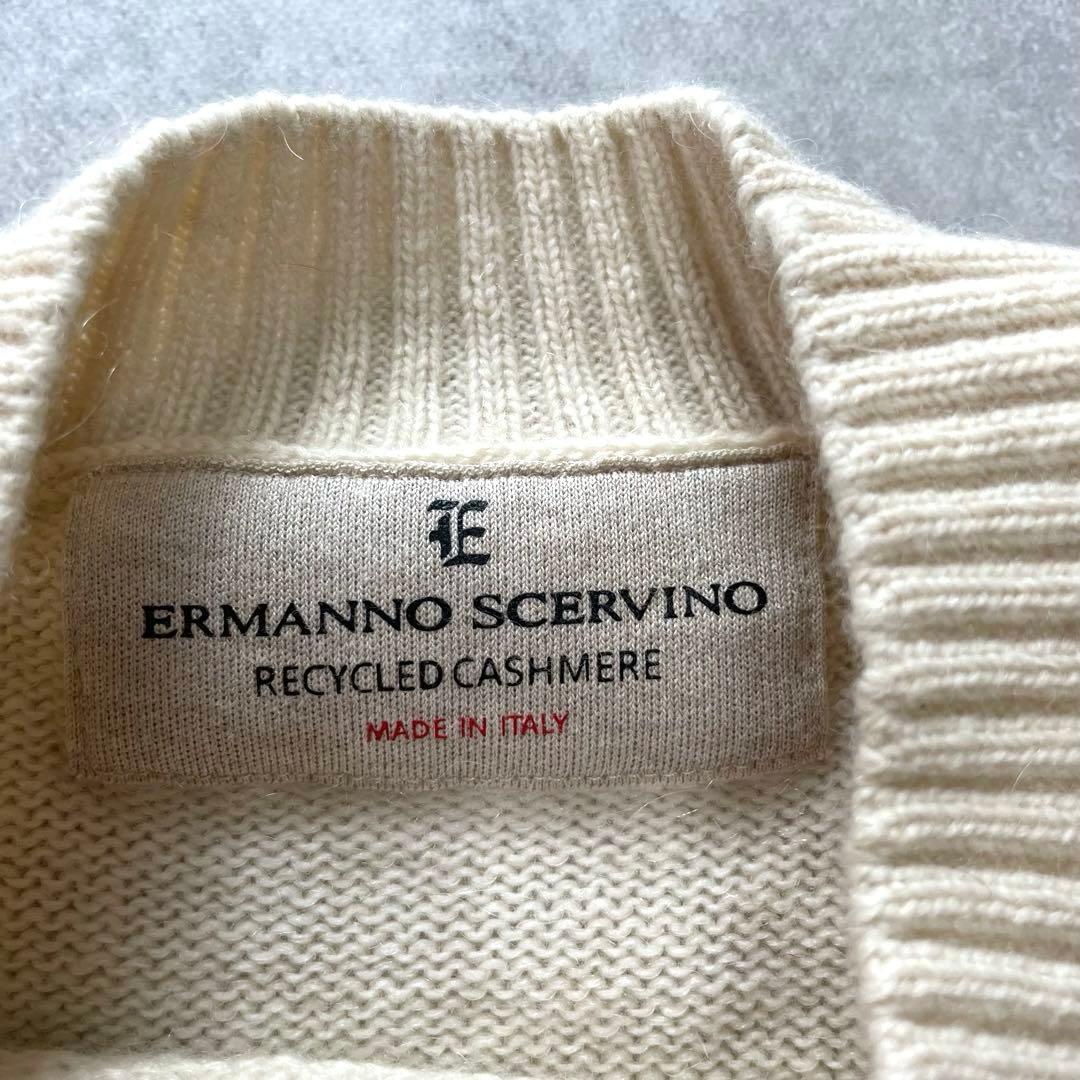 E
ERMANNO SCERVINO
RECYCLED CASHMERE
MADE IN ITALY